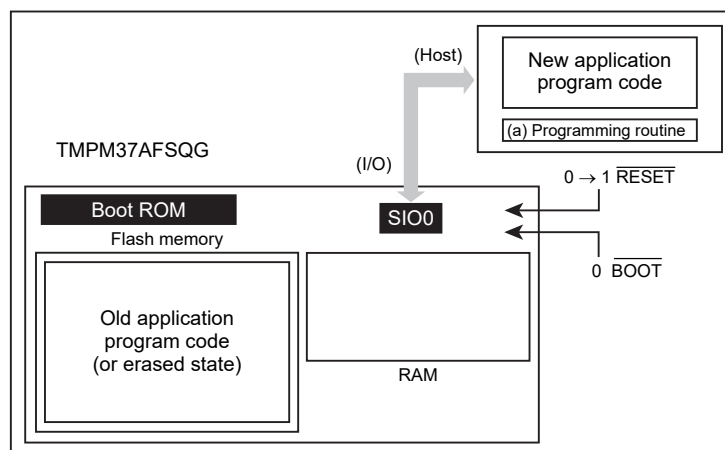 (Host)
New application
program code
(a) Programming routine
TMPM37AFSQG
(I/O)
0 → 1 RESET
Boot ROM
SIO0
Flash memory
0 BOOT
Old application
program code
(or erased state)
RAM